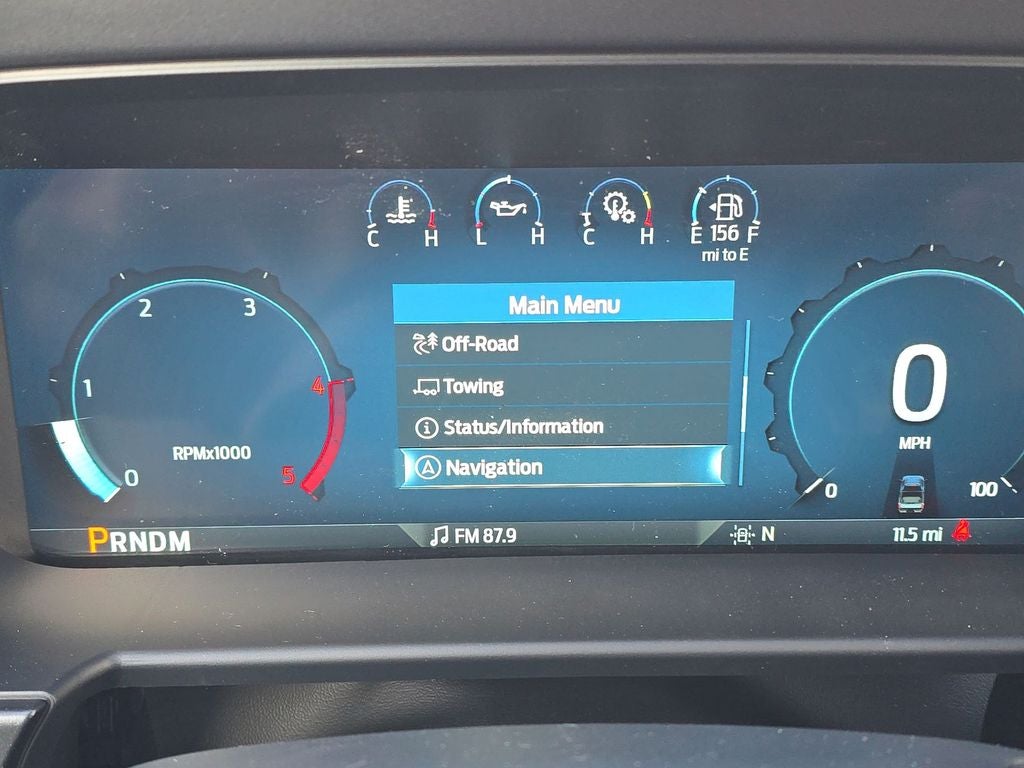 C H
L H
C H
E 156 F
mi to E
Main Menu
Off-Road
Towing
Status/Information
Navigation
0
1
2
3
4
5
RPMx1000
0
MPH
0
100
PRNDM
FM 87.9
N
11.5 mi